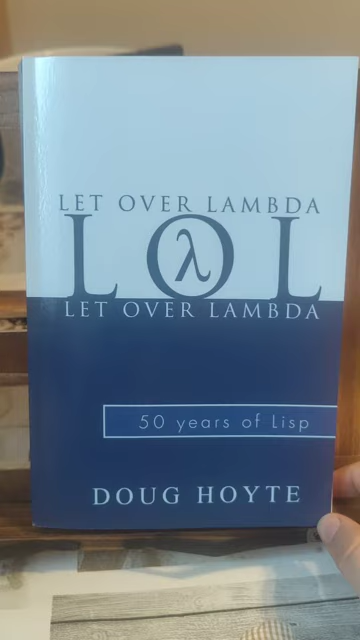 LET OVER LAMBDA
LOL
λ
LET OVER LAMBDA
50 years of Lisp
DOUG HOYTE